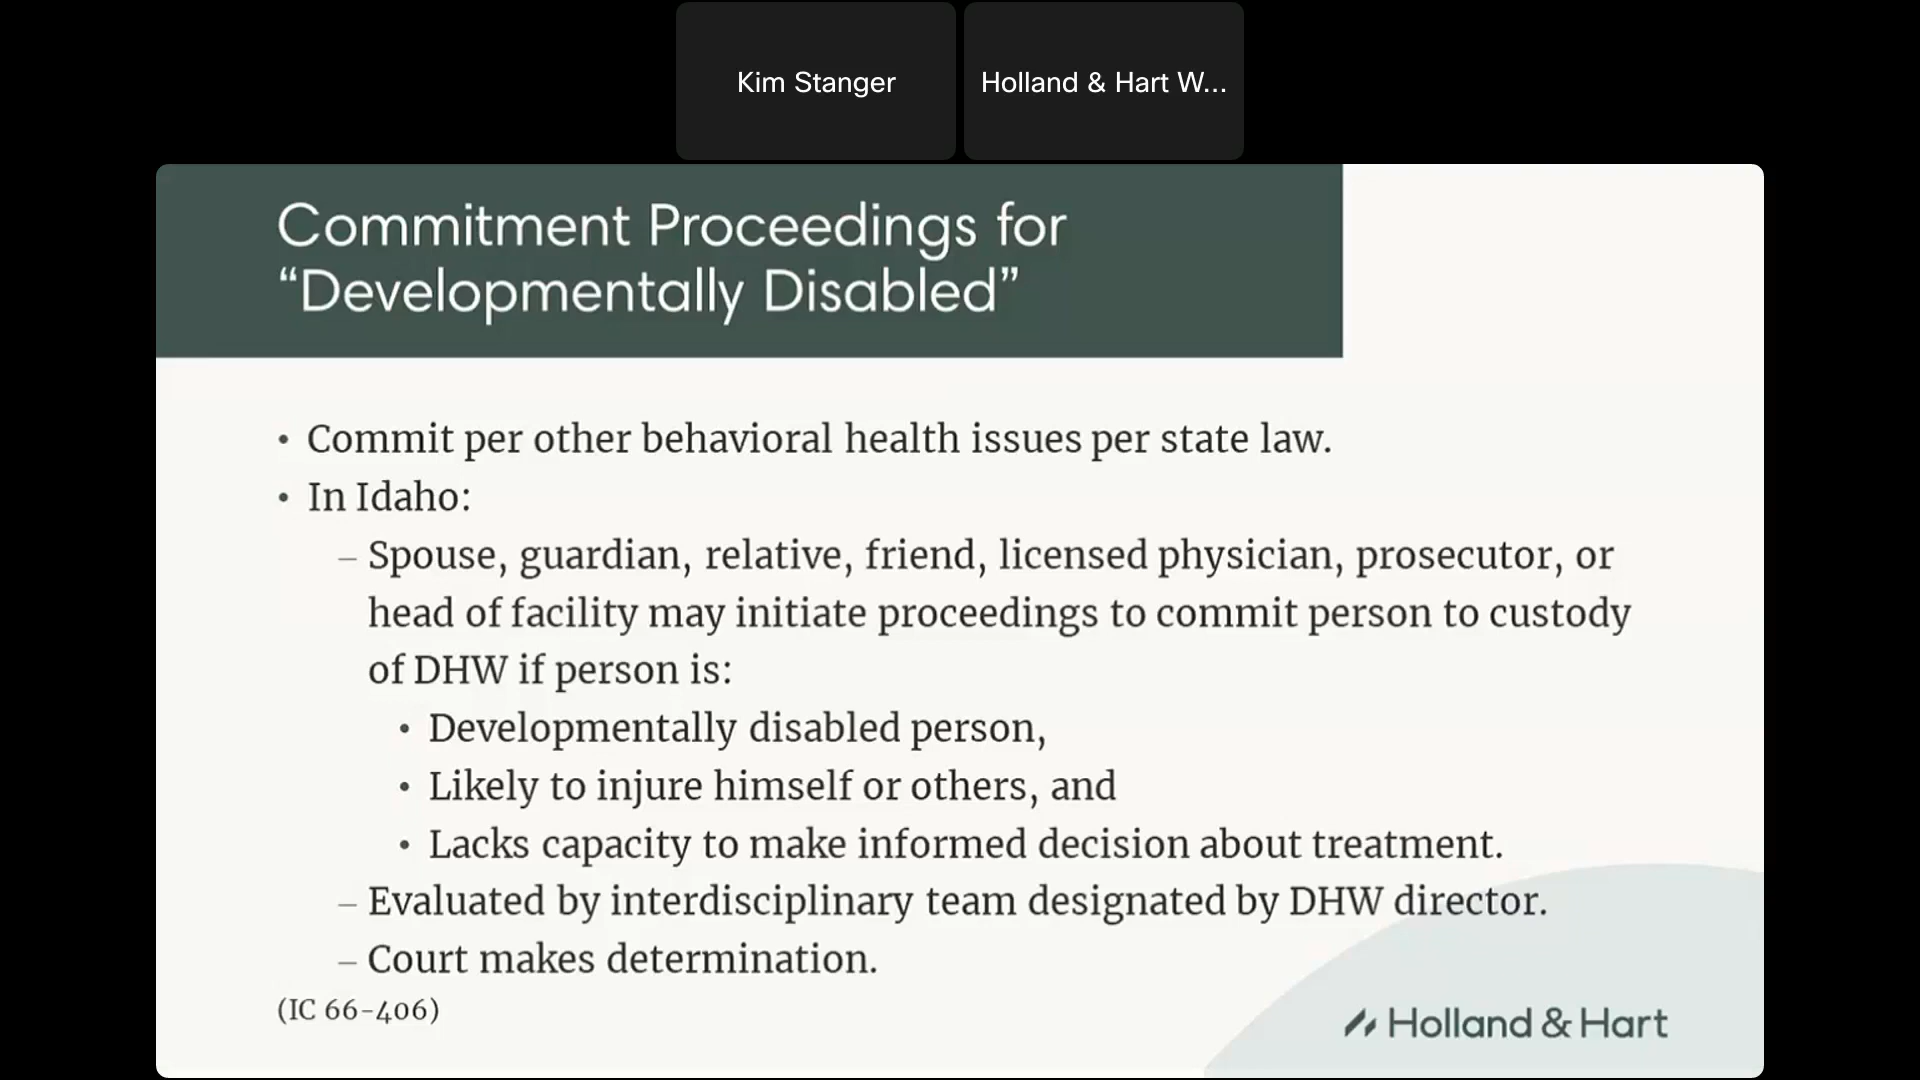 Kim Stanger
Holland & Hart W...
Commitment Proceedings for
“Developmentally Disabled”
• Commit per other behavioral health issues per state law.
• In Idaho:
– Spouse, guardian, relative, friend, licensed physician, prosecutor, or
head of facility may initiate proceedings to commit person to custody
of DHW if person is:
• Developmentally disabled person,
• Likely to injure himself or others, and
• Lacks capacity to make informed decision about treatment.
– Evaluated by interdisciplinary team designated by DHW director.
– Court makes determination.
(IC 66-406)
Holland & Hart